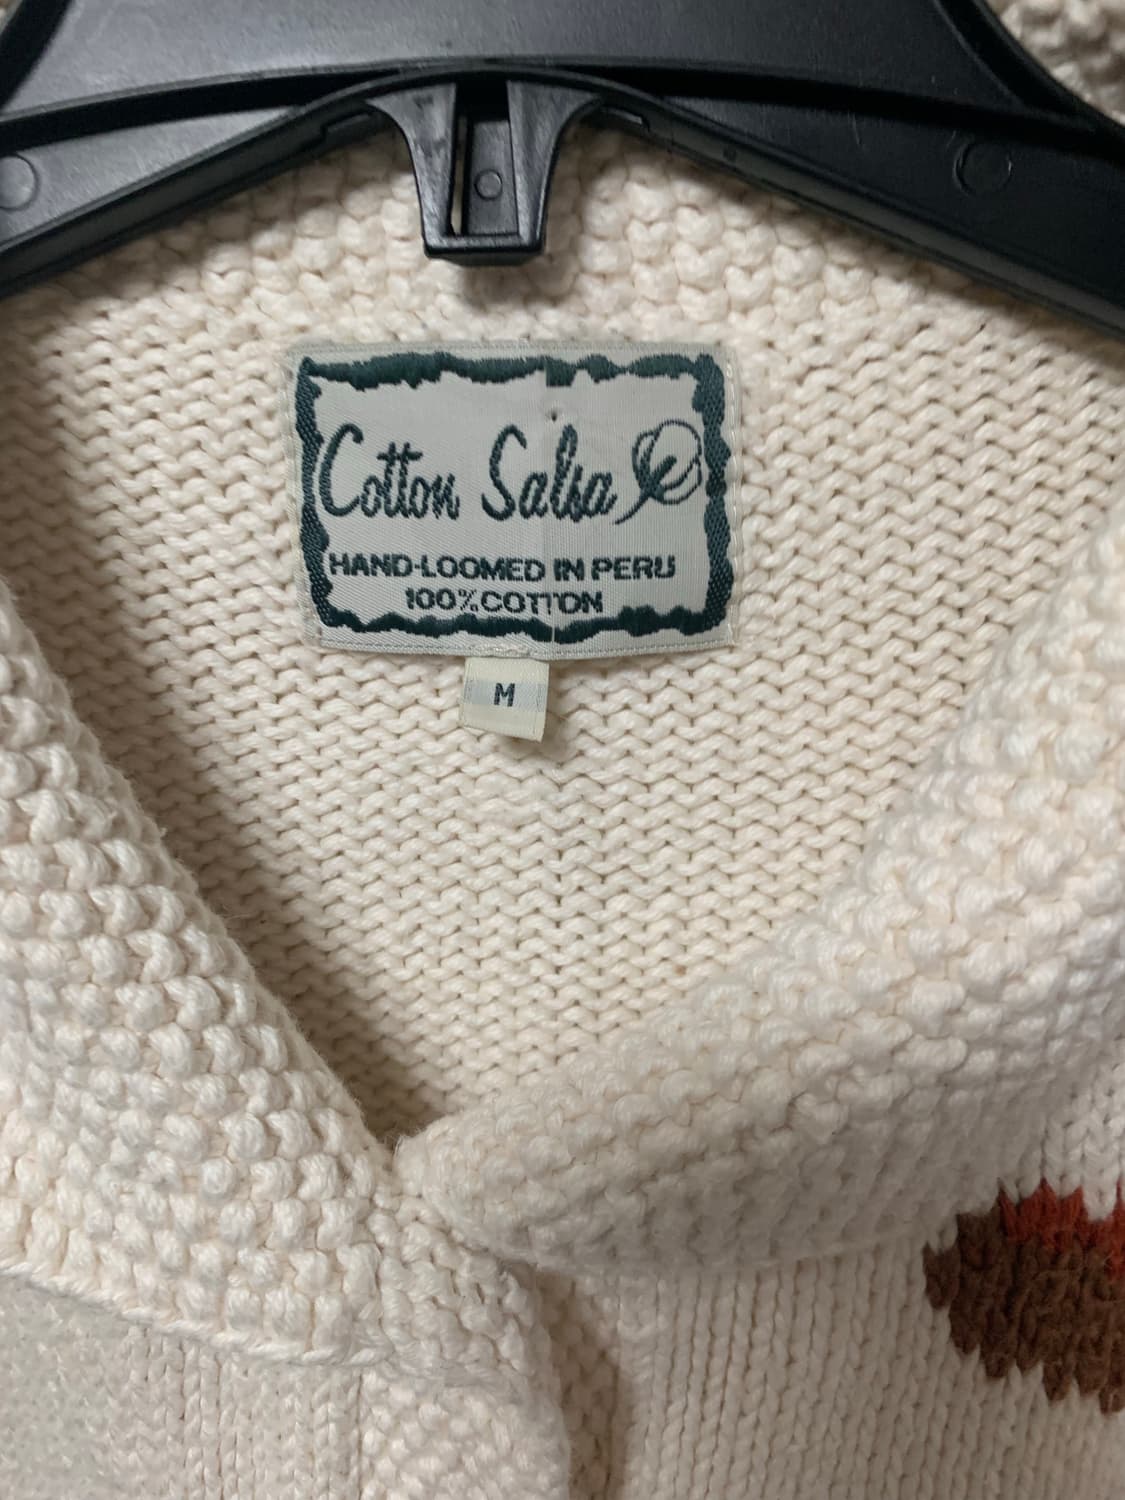 Cotton Salsa
HAND-LOOMED IN PERU
100% COTTON
M